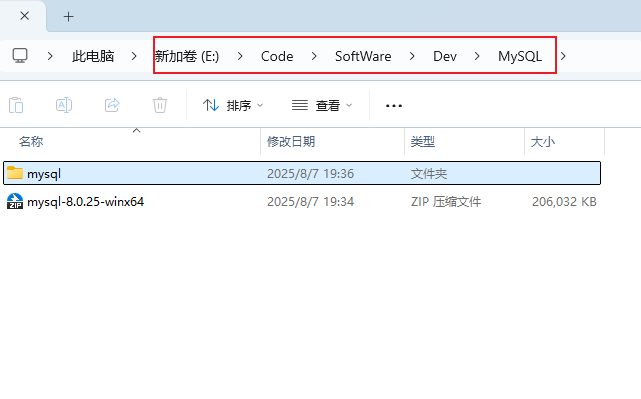 此电脑 新加卷 (E:) Code SoftWare Dev MySQL
排序 查看
名称 修改日期 类型 大小
mysql 2025/8/7 19:36 文件夹
mysql-8.0.25-winx64 2025/8/7 19:34 ZIP 压缩文件 206,032 KB
ZIP